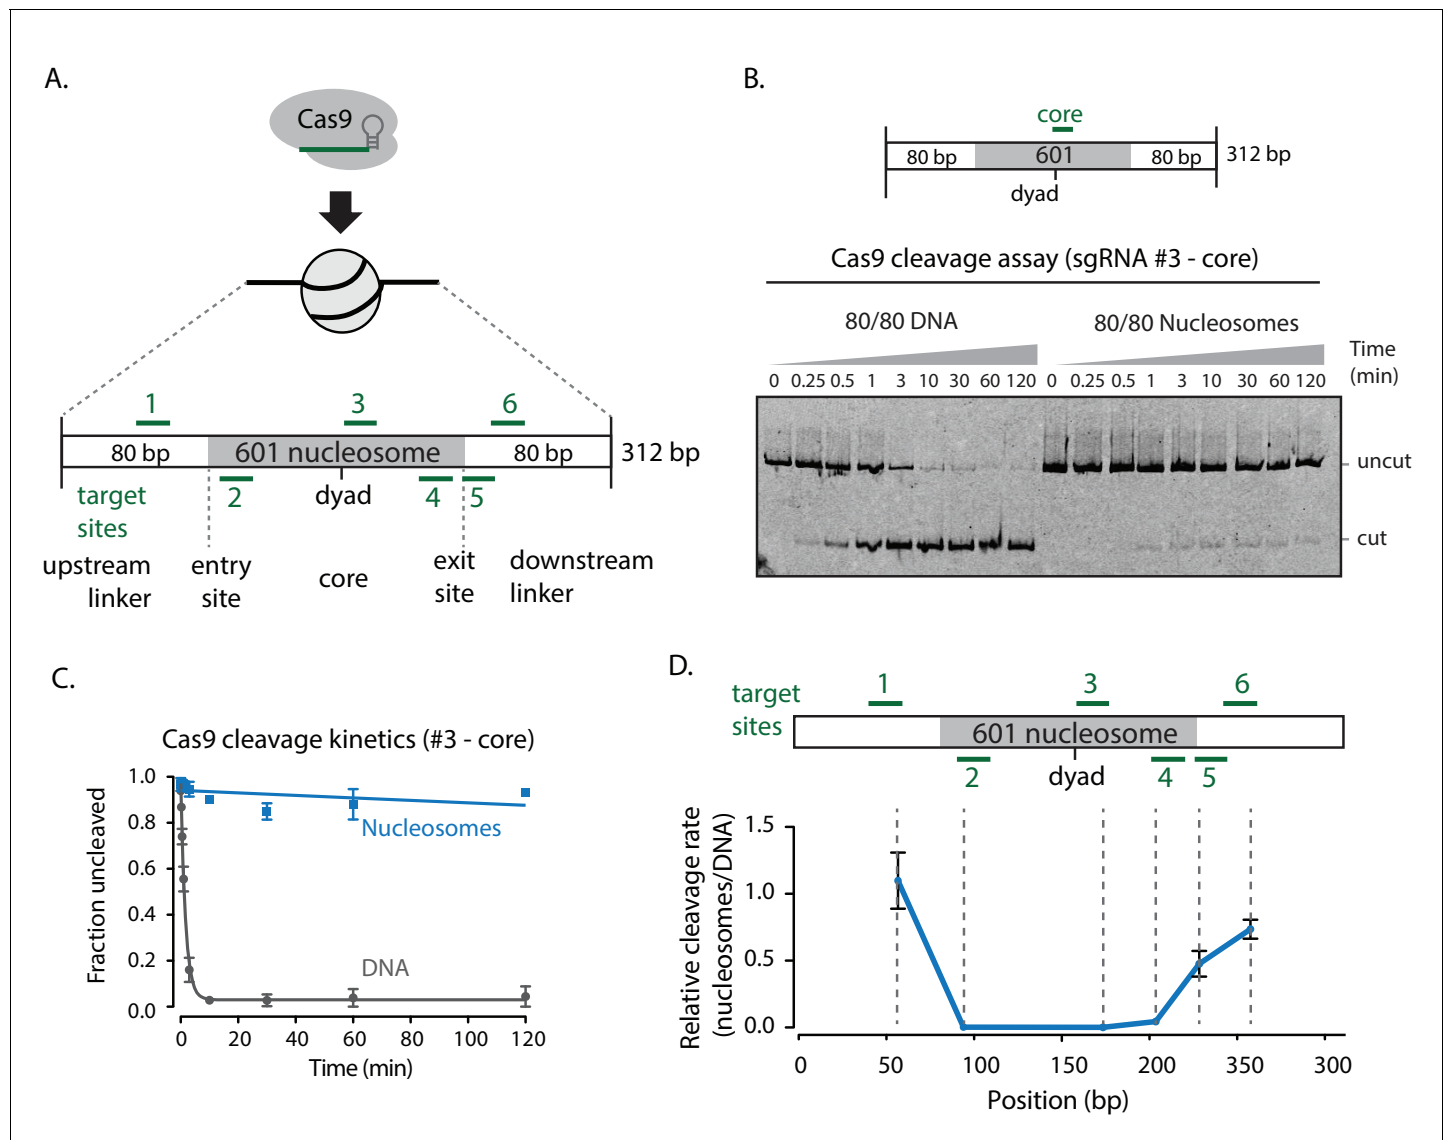 A.
Cas9
1
3
6
80 bp
601 nucleosome
80 bp
312 bp
target
sites
2
dyad
4
5
upstream
linker
entry
site
core
exit
site
downstream
linker
B.
core
80 bp
601
80 bp
312 bp
dyad
Cas9 cleavage assay (sgRNA #3 - core)
80/80 DNA
80/80 Nucleosomes
Time
(min)
0 0.25 0.5 1 3 10 30 60 120 0 0.25 0.5 1 3 10 30 60 120
uncut
cut
C.
Cas9 cleavage kinetics (#3 - core)
Fraction uncleaved
1.0
0.8
0.6
0.4
0.2
0.0
Nucleosomes
DNA
0 20 40 60 80 100 120
Time (min)
D.
target
sites
1
3
6
601 nucleosome
2
dyad
4
5
Relative cleavage rate
(nucleosomes/DNA)
1.5
1.0
0.5
0.0
0 50 100 150 200 350 300
Position (bp)